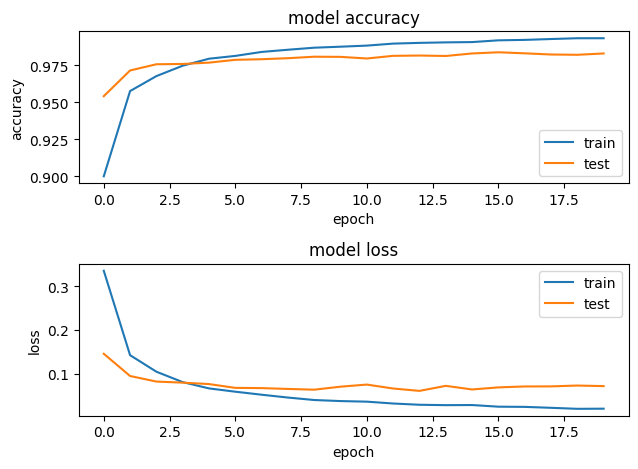 model accuracy
accuracy
0.975
0.950
0.925
0.900
train
test
0.0 2.5 5.0 7.5 10.0 12.5 15.0 17.5
epoch
model loss
loss
0.3
0.2
0.1
train
test
0.0 2.5 5.0 7.5 10.0 12.5 15.0 17.5
epoch